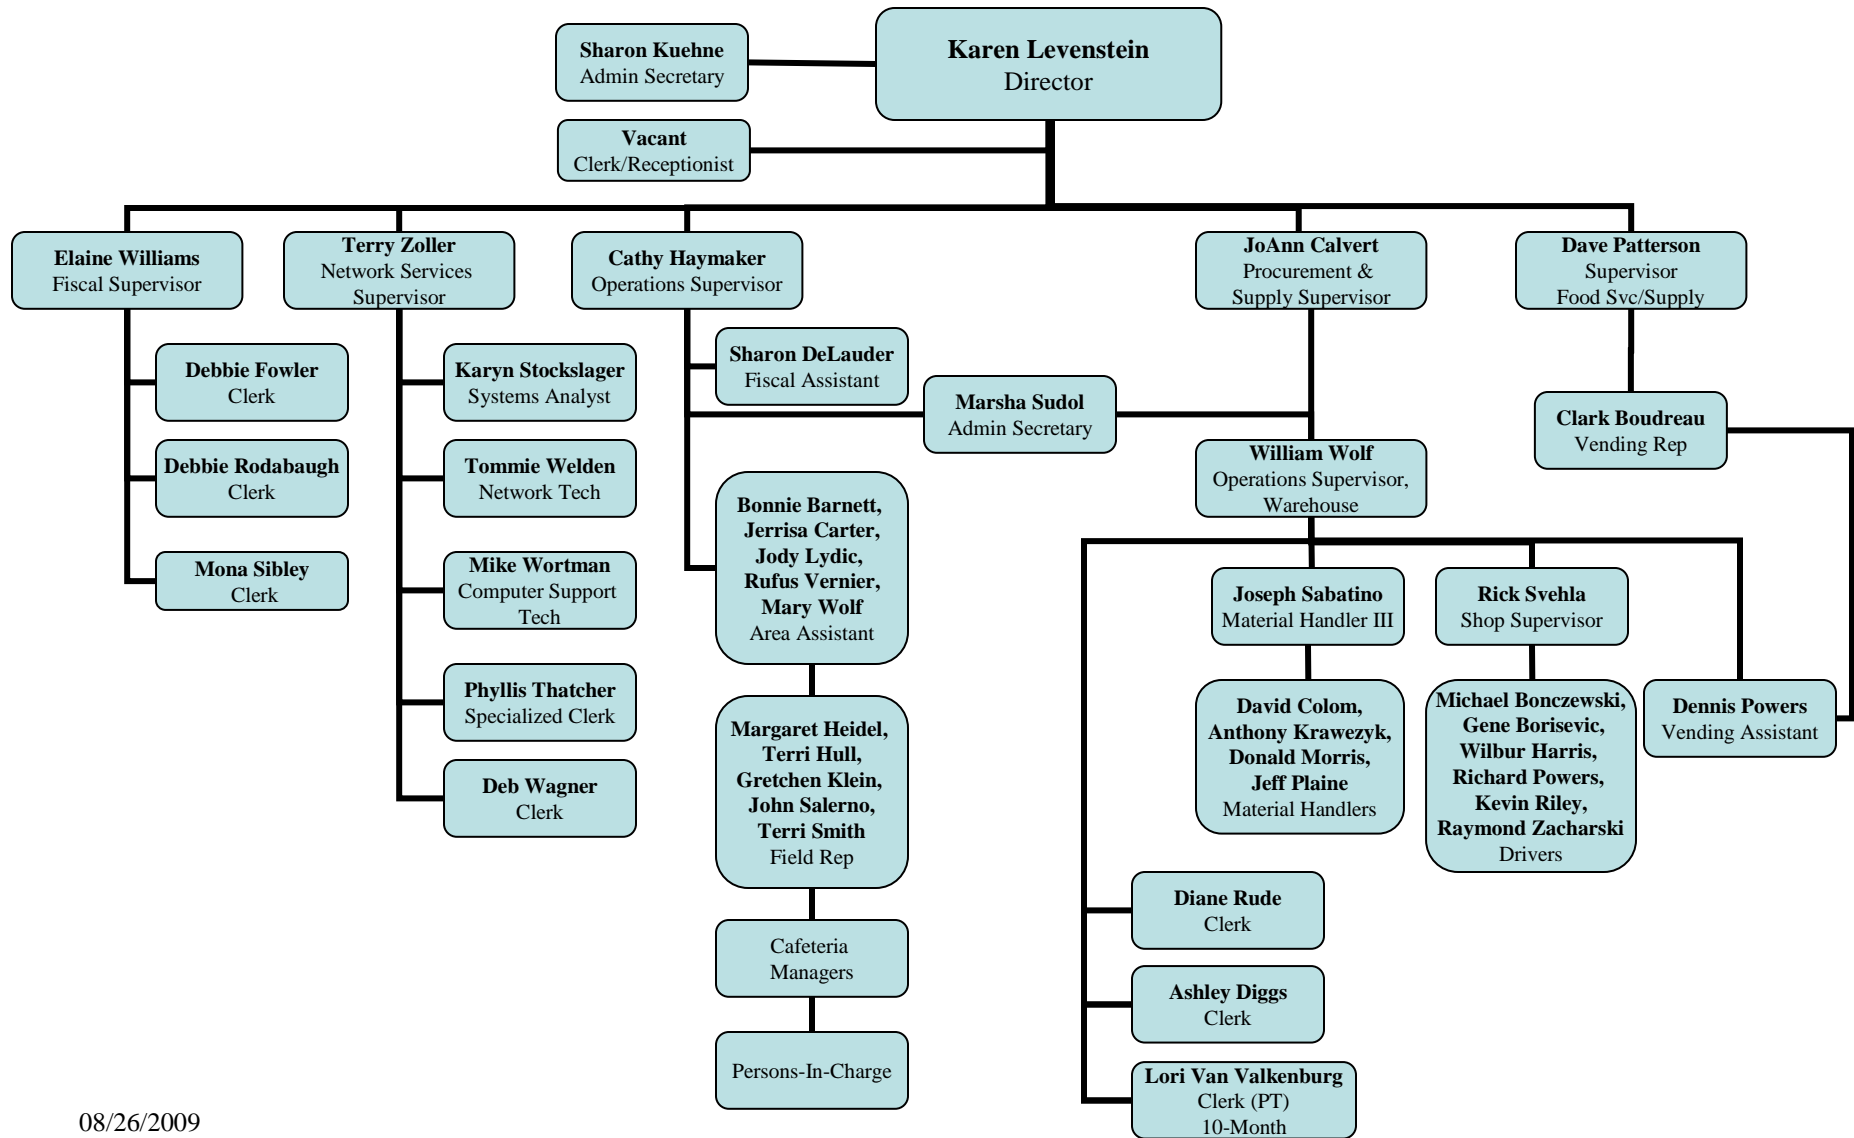 Sharon Kuehne
Admin Secretary
Karen Levenstein
Director
Vacant
Clerk/Receptionist
Elaine Williams
Fiscal Supervisor
Terry Zoller
Network Services
Supervisor
Cathy Haymaker
Operations Supervisor
JoAnn Calvert
Procurement &
Supply Supervisor
Dave Patterson
Supervisor
Food Svc/Supply
Debbie Fowler
Clerk
Debbie Rodabaugh
Clerk
Mona Sibley
Clerk
Karyn Stockslager
Systems Analyst
Tommie Welden
Network Tech
Mike Wortman
Computer Support
Tech
Phyllis Thatcher
Specialized Clerk
Deb Wagner
Clerk
Sharon DeLauder
Fiscal Assistant
Marsha Sudol
Admin Secretary
Bonnie Barnett,
Jerrisa Carter,
Jody Lydic,
Rufus Vernier,
Mary Wolf
Area Assistant
Margaret Heidel,
Terri Hull,
Gretchen Klein,
John Salerno,
Terri Smith
Field Rep
Cafeteria
Managers
Persons-In-Charge
William Wolf
Operations Supervisor,
Warehouse
Clark Boudreau
Vending Rep
Joseph Sabatino
Material Handler III
Rick Svehla
Shop Supervisor
David Colom,
Anthony Krawezyk,
Donald Morris,
Jeff Plaine
Material Handlers
Michael Bonczewski,
Gene Borisevic,
Wilbur Harris,
Richard Powers,
Kevin Riley,
Raymond Zacharski
Drivers
Dennis Powers
Vending Assistant
Diane Rude
Clerk
Ashley Diggs
Clerk
Lori Van Valkenburg
Clerk (PT)
10-Month
08/26/2009